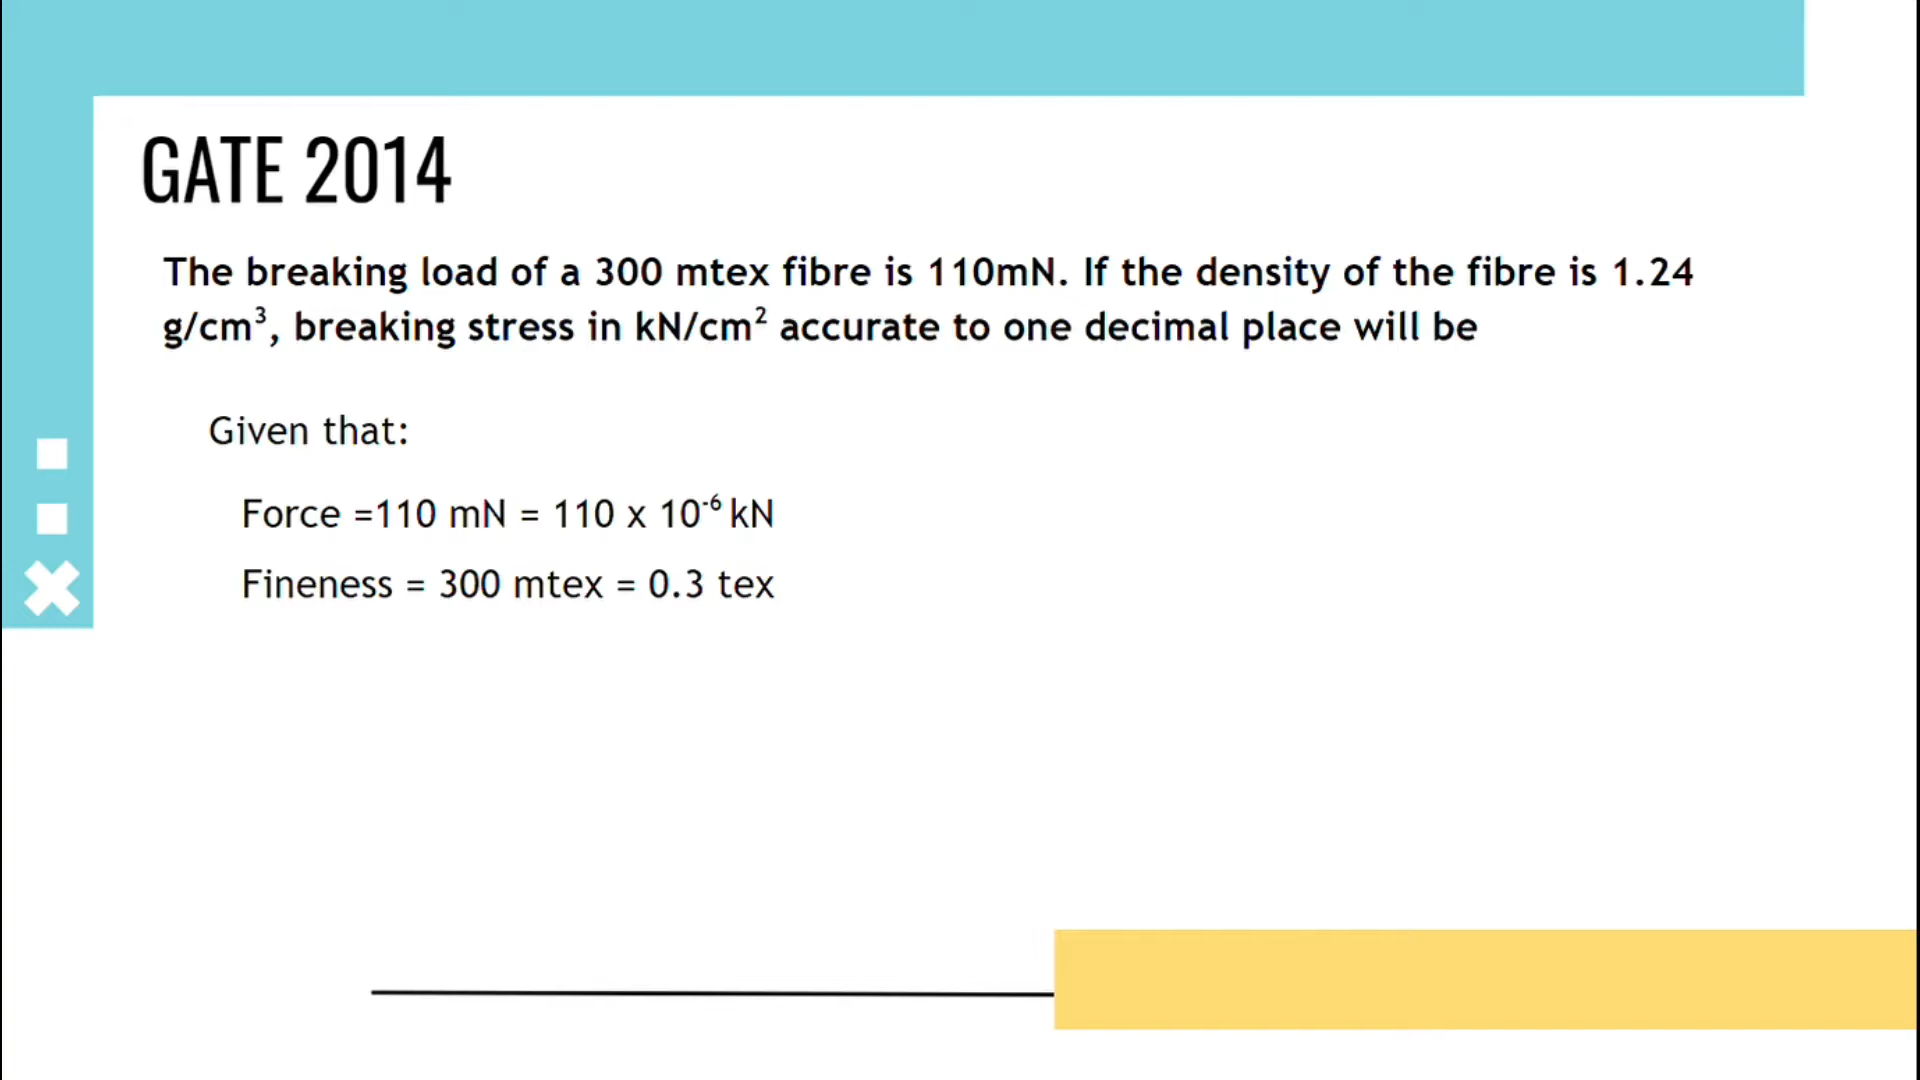 GATE 2014
The breaking load of a 300 mtex fibre is 110mN. If the density of the fibre is 1.24
g/cm³, breaking stress in kN/cm² accurate to one decimal place will be
Given that:
Force =110 mN = 110 x 10⁻⁶ kN
Fineness = 300 mtex = 0.3 tex